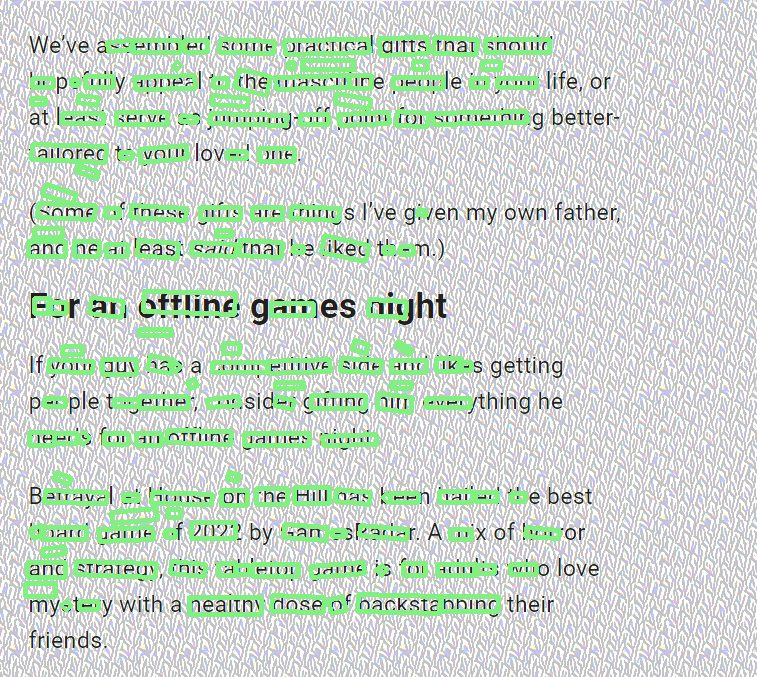 We've assembled some practical gifts that should
hopefully appeal to the masculine people in your life, or
at least serve as jumping-off point for something better-
tailored to your loved one.
(Some of these gifts are things I've given my own father,
and he at least said that he liked them.)
For an offline games night
If your guy has a competitive side and likes getting
people together, consider gifting him everything he
needs for an offline games night.
Betrayal at House on the Hill has been hailed the best
board game of 2022 by GamesRadar. A mix of horror
and strategy, this tabletop game is for adults who love
mystery with a healthy dose of backstabbing their
friends.